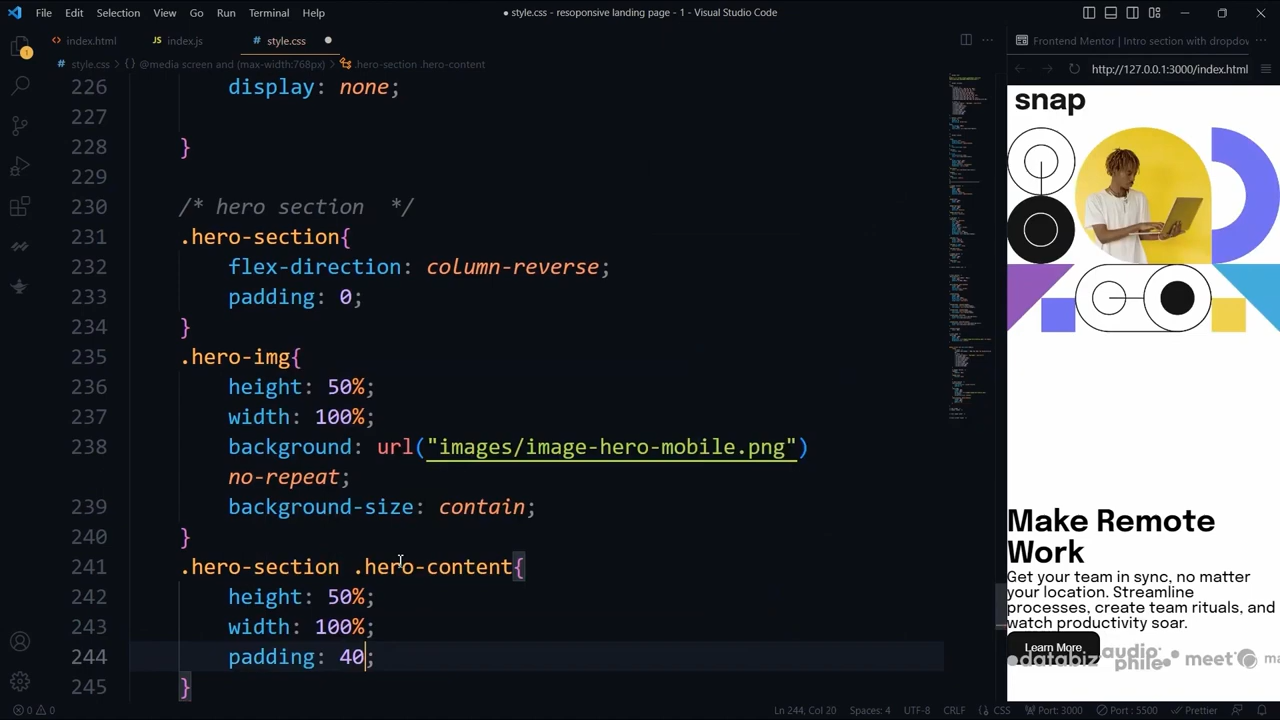 File Edit Selection View Go Run Terminal Help
● style.css - resoponsive landing page - 1 - Visual Studio Code
index.html
JS index.js
style.css ●
style.css > { } @media screen and (max-width:768px) > .hero-section .hero-content
226 display: none;
227
228 }
229
230 /* hero section */
231 .hero-section{
232 flex-direction: column-reverse;
233 padding: 0;
234 }
235 .hero-img{
236 height: 50%;
237 width: 100%;
238 background: url("images/image-hero-mobile.png")
no-repeat;
239 background-size: contain;
240 }
241 .hero-section .hero-content{
242 height: 50%;
243 width: 100%;
244 padding: 40;
245 }
Frontend Mentor | Intro section with dropdow
http://127.0.0.1:3000/index.html
snap
Make Remote
Work
Get your team in sync, no matter
your location. Streamline
processes, create team rituals, and
watch productivity soar.
Learn More
databiz audiophile meet
1
0 0
Ln 244, Col 20 Spaces: 4 UTF-8 CRLF { } CSS Port: 3000 Port : 5500 Prettier